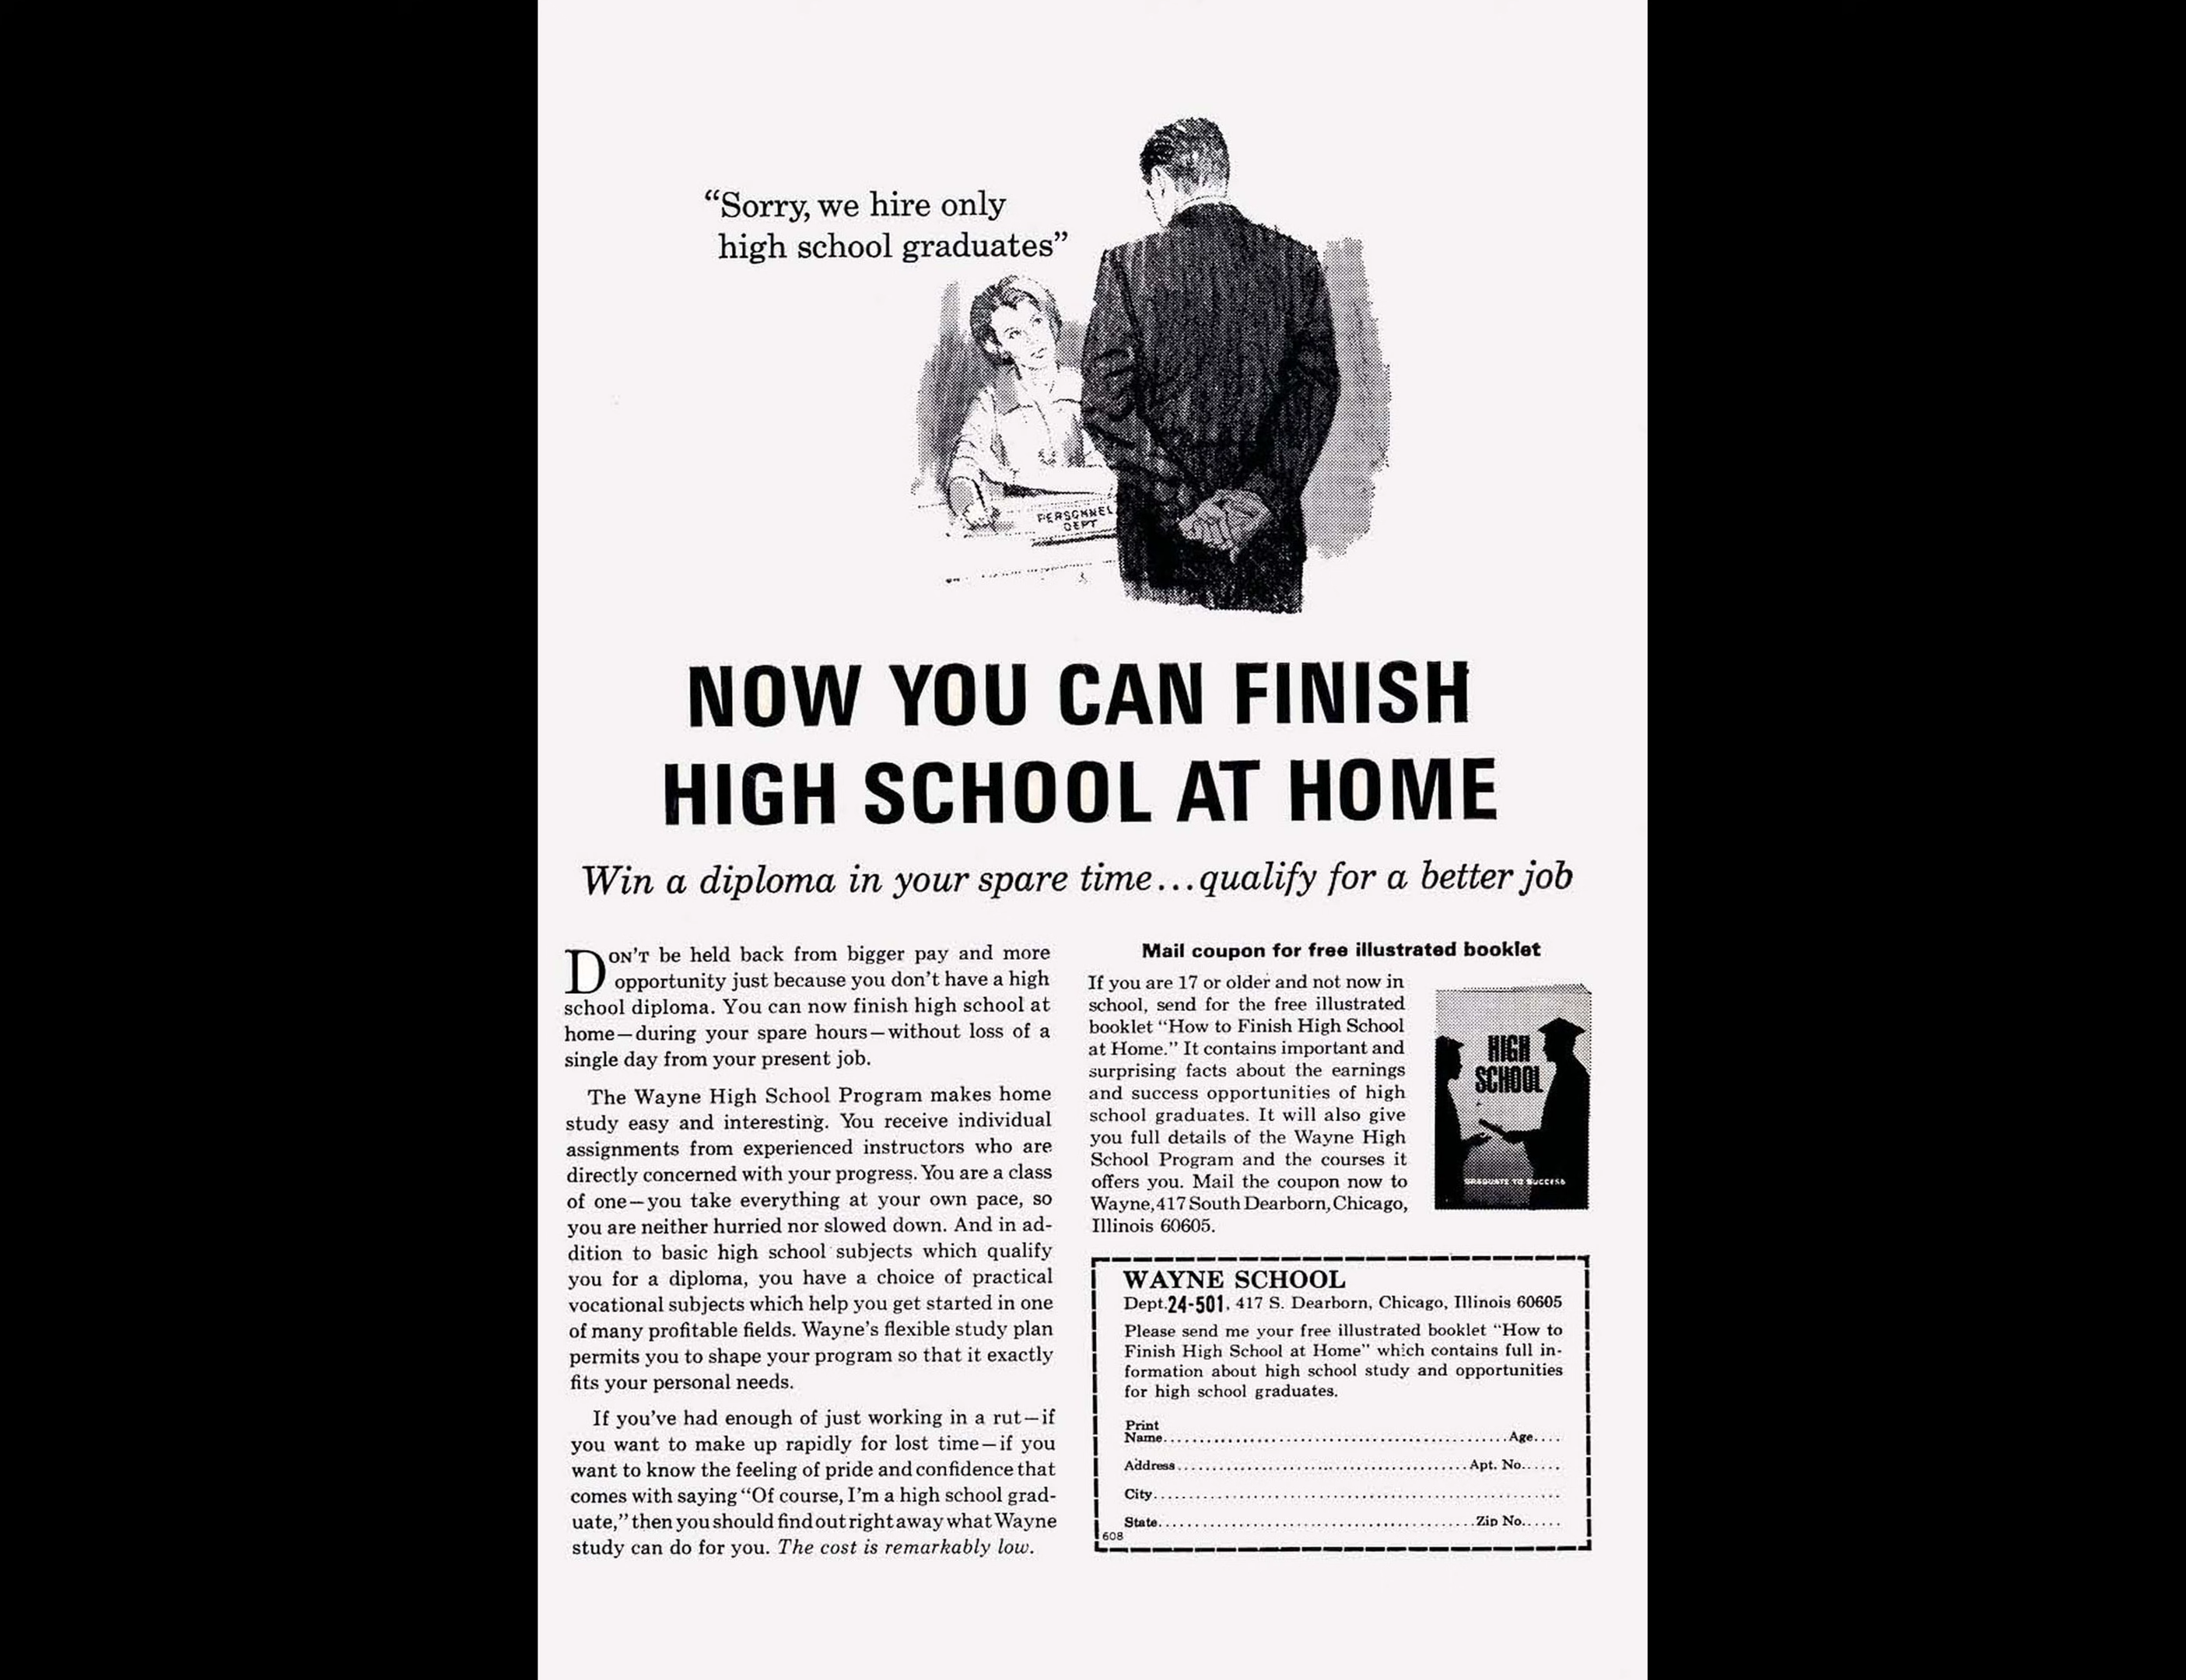 “Sorry, we hire only
high school graduates”
PERSONNEL
DEPT
NOW YOU CAN FINISH
HIGH SCHOOL AT HOME
Win a diploma in your spare time...qualify for a better job
DON’T be held back from bigger pay and more
opportunity just because you don’t have a high
school diploma. You can now finish high school at
home—during your spare hours—without loss of a
single day from your present job.
The Wayne High School Program makes home
study easy and interesting. You receive individual
assignments from experienced instructors who are
directly concerned with your progress. You are a class
of one—you take everything at your own pace, so
you are neither hurried nor slowed down. And in ad-
dition to basic high school subjects which qualify
you for a diploma, you have a choice of practical
vocational subjects which help you get started in one
of many profitable fields. Wayne’s flexible study plan
permits you to shape your program so that it exactly
fits your personal needs.
If you’ve had enough of just working in a rut—if
you want to make up rapidly for lost time—if you
want to know the feeling of pride and confidence that
comes with saying “Of course, I’m a high school grad-
uate,” then you should find out right away what Wayne
study can do for you. The cost is remarkably low.
Mail coupon for free illustrated booklet
If you are 17 or older and not now in
school, send for the free illustrated
booklet “How to Finish High School
at Home.” It contains important and
surprising facts about the earnings
and success opportunities of high
school graduates. It will also give
you full details of the Wayne High
School Program and the courses it
offers you. Mail the coupon now to
Wayne, 417 South Dearborn, Chicago,
Illinois 60605.
HIGH
SCHOOL
GRADUATE TO SUCCESS
WAYNE SCHOOL
Dept. 24-501, 417 S. Dearborn, Chicago, Illinois 60605
Please send me your free illustrated booklet “How to
Finish High School at Home” which contains full in-
formation about high school study and opportunities
for high school graduates.
Print
Name.....Age....
Address.....Apt. No......
City.....
State.....Zip No......
608